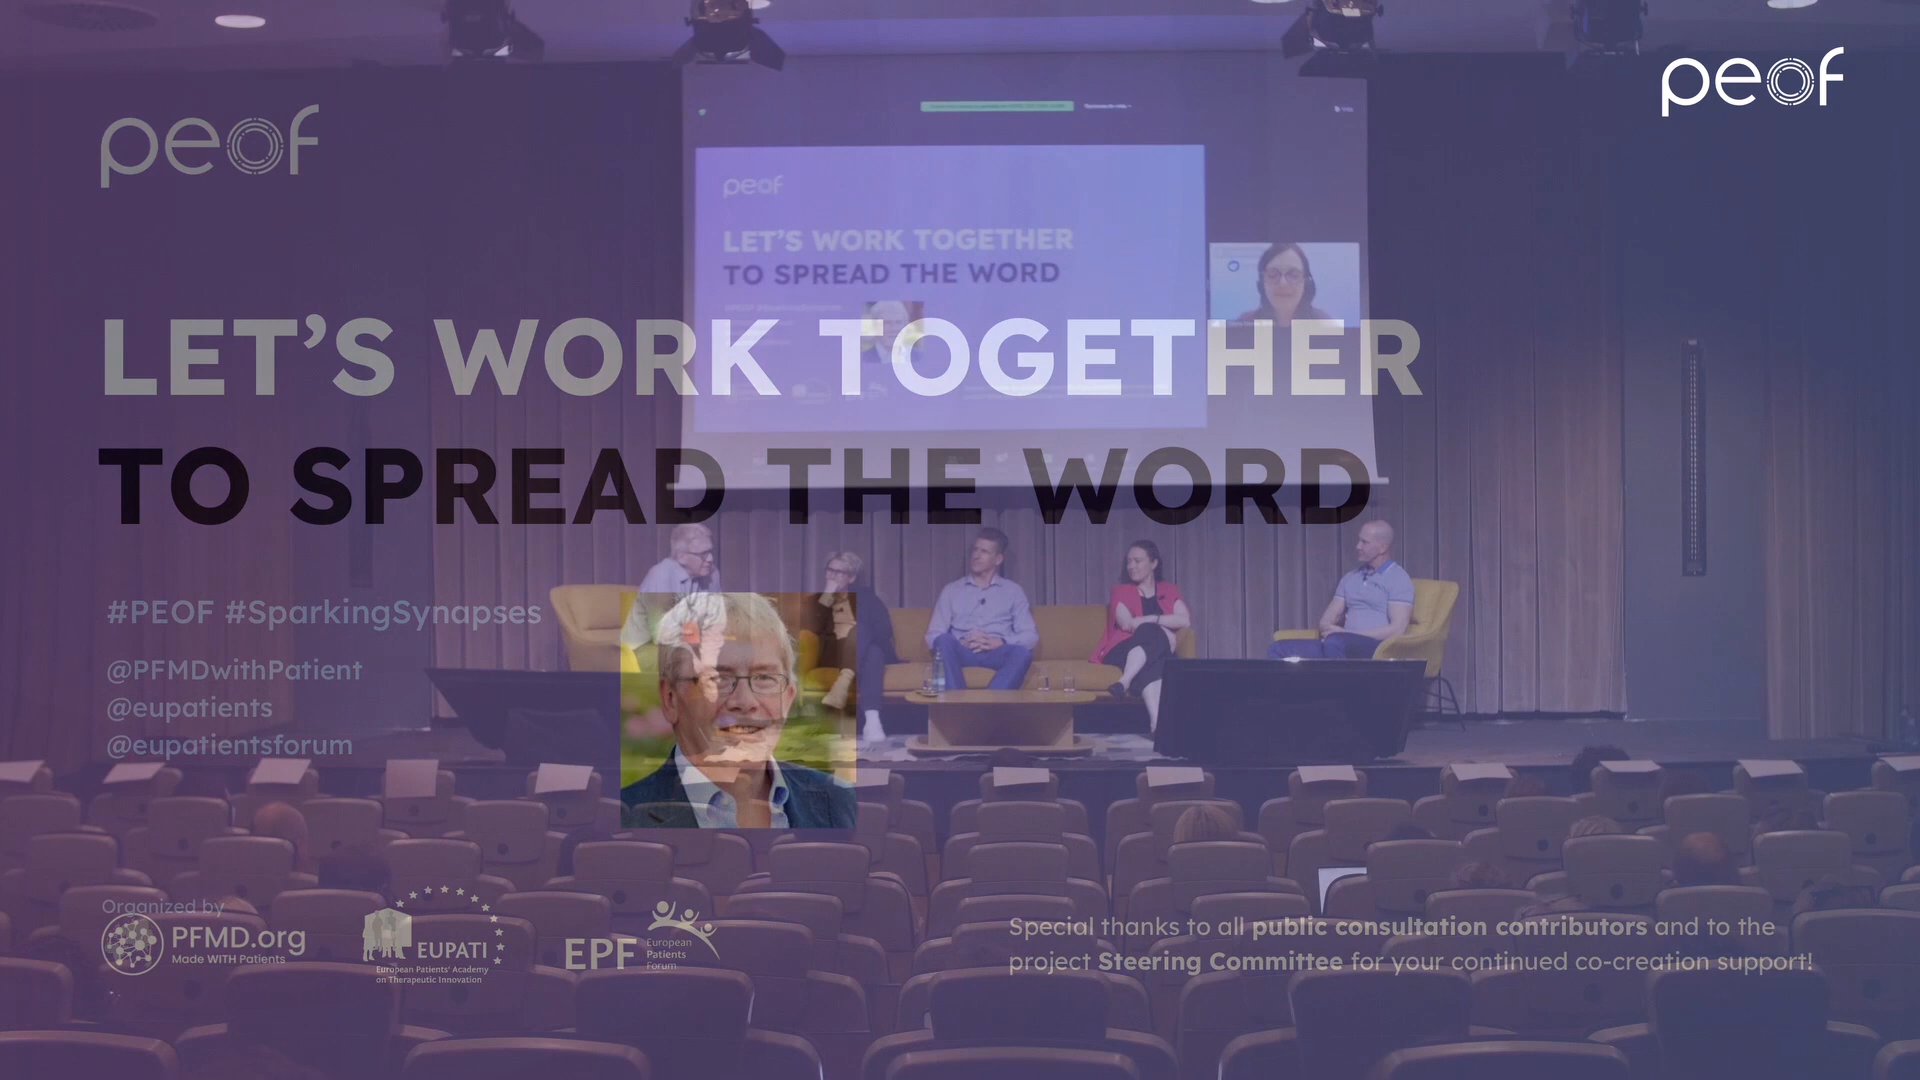 peof
peof
peof
LET'S WORK TOGETHER
TO SPREAD THE WORD
LET'S WORK TOGETHER
TO SPREAD THE WORD
#PEOF #SparkingSynapses
@PFMDwithPatient
@eupatients
@eupatientsforum
Organized by
PFMD.org
Made WITH Patients
EUPATI
European Patients' Academy
on Therapeutic Innovation
EPF
European
Patients
Forum
Special thanks to all public consultation contributors and to the
project Steering Committee for your continued co-creation support!